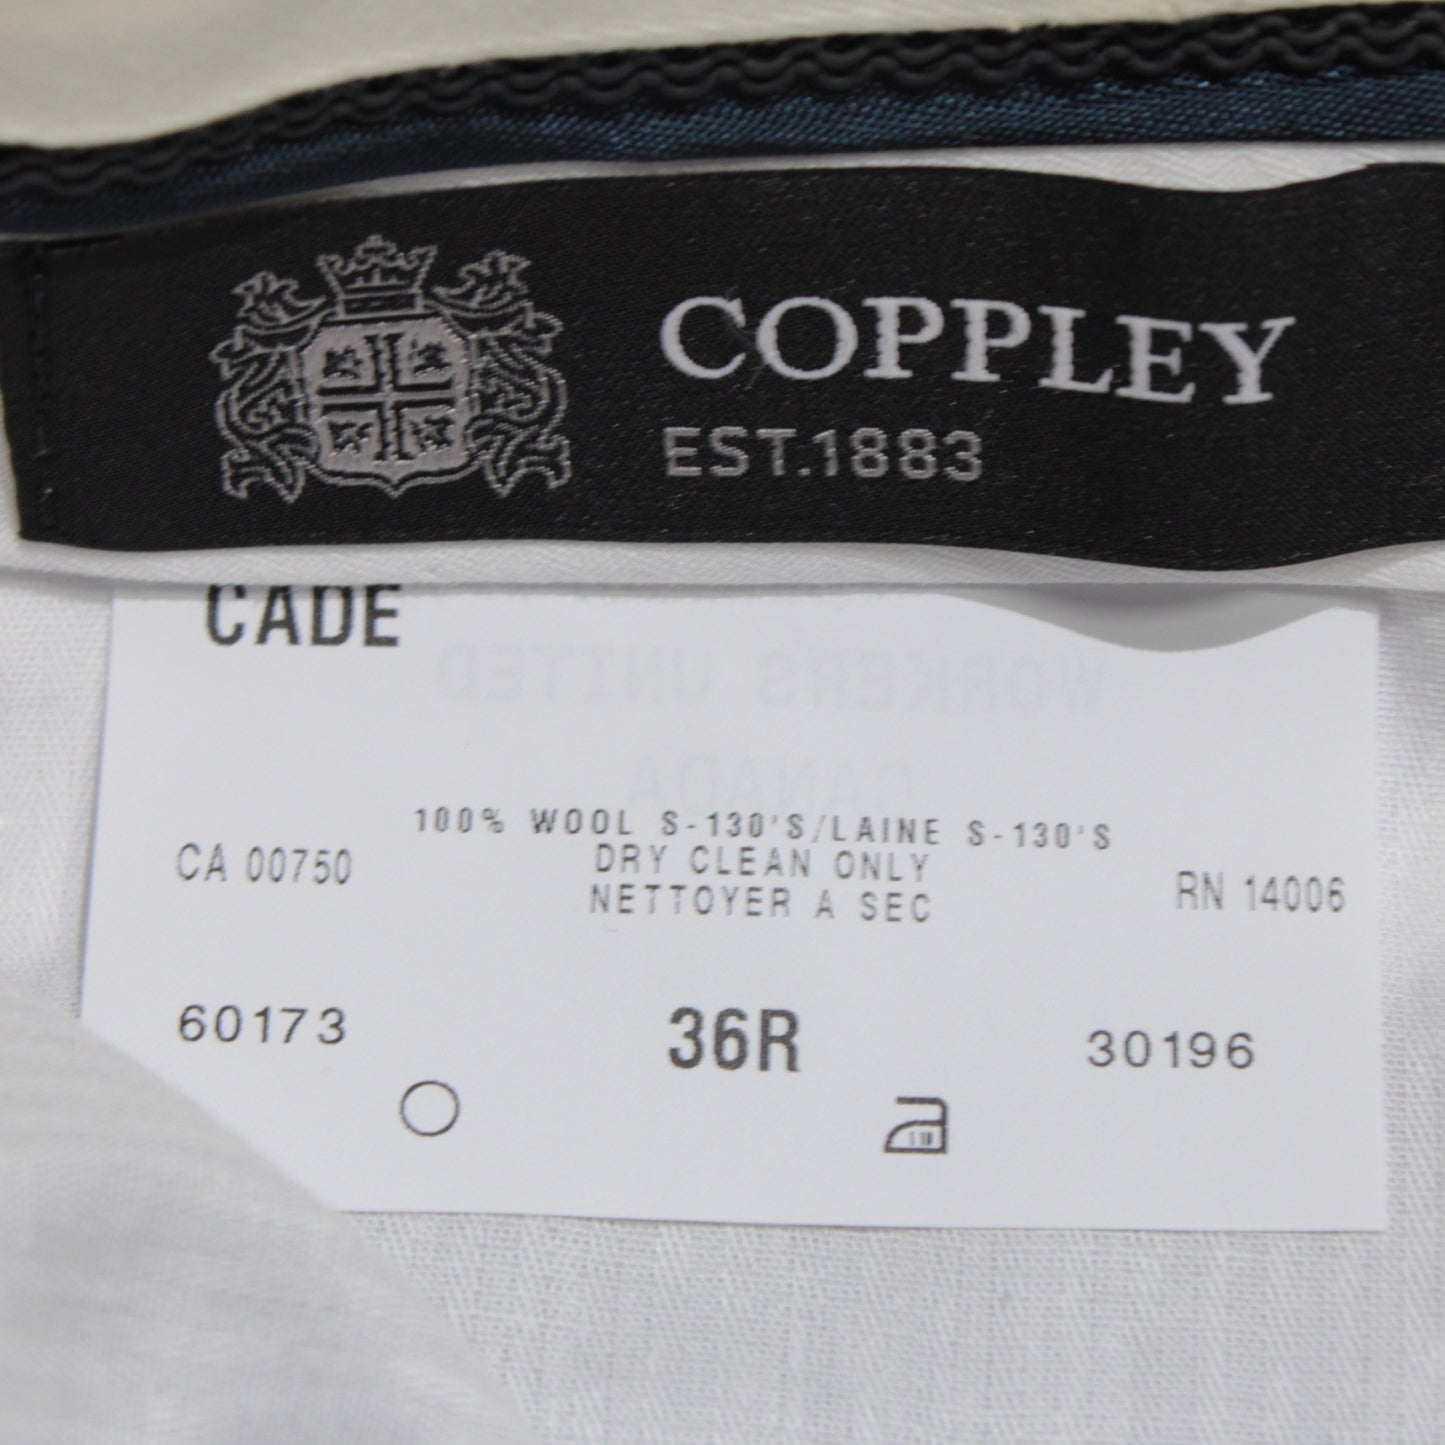 COPPLEY
EST.1883
CADE
WORKERS UNITED
CANADA
100% WOOL S-130'S/LAINE S-130'S
DRY CLEAN ONLY
NETTOYER A SEC
CA 00750
RN 14006
60173
36R
30196